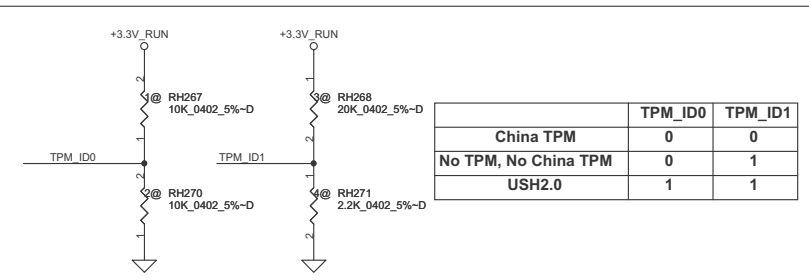 +3.3V_RUN
+3.3V_RUN
2
1
1@ RH267
10K_0402_5%~D
3@ RH268
20K_0402_5%~D
1
2
TPM_ID0
TPM_ID1
2
1
2@ RH270
10K_0402_5%~D
4@ RH271
2.2K_0402_5%~D
1
2
TPM_ID0 TPM_ID1
China TPM 0 0
No TPM, No China TPM 0 1
USH2.0 1 1